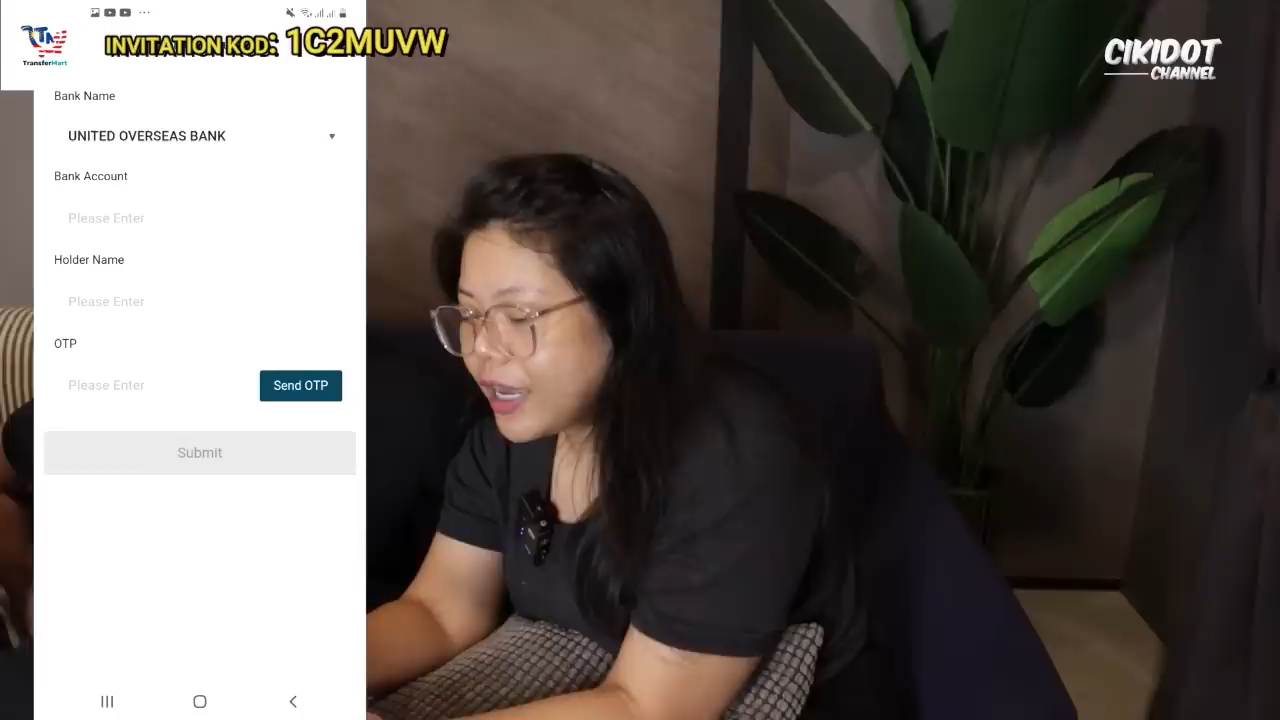 TM
TransferMart
INVITATION KOD: 1C2MUVW
CIKIDOT
CHANNEL
Bank Name
UNITED OVERSEAS BANK
Bank Account
Please Enter
Holder Name
Please Enter
OTP
Please Enter
Send OTP
Submit